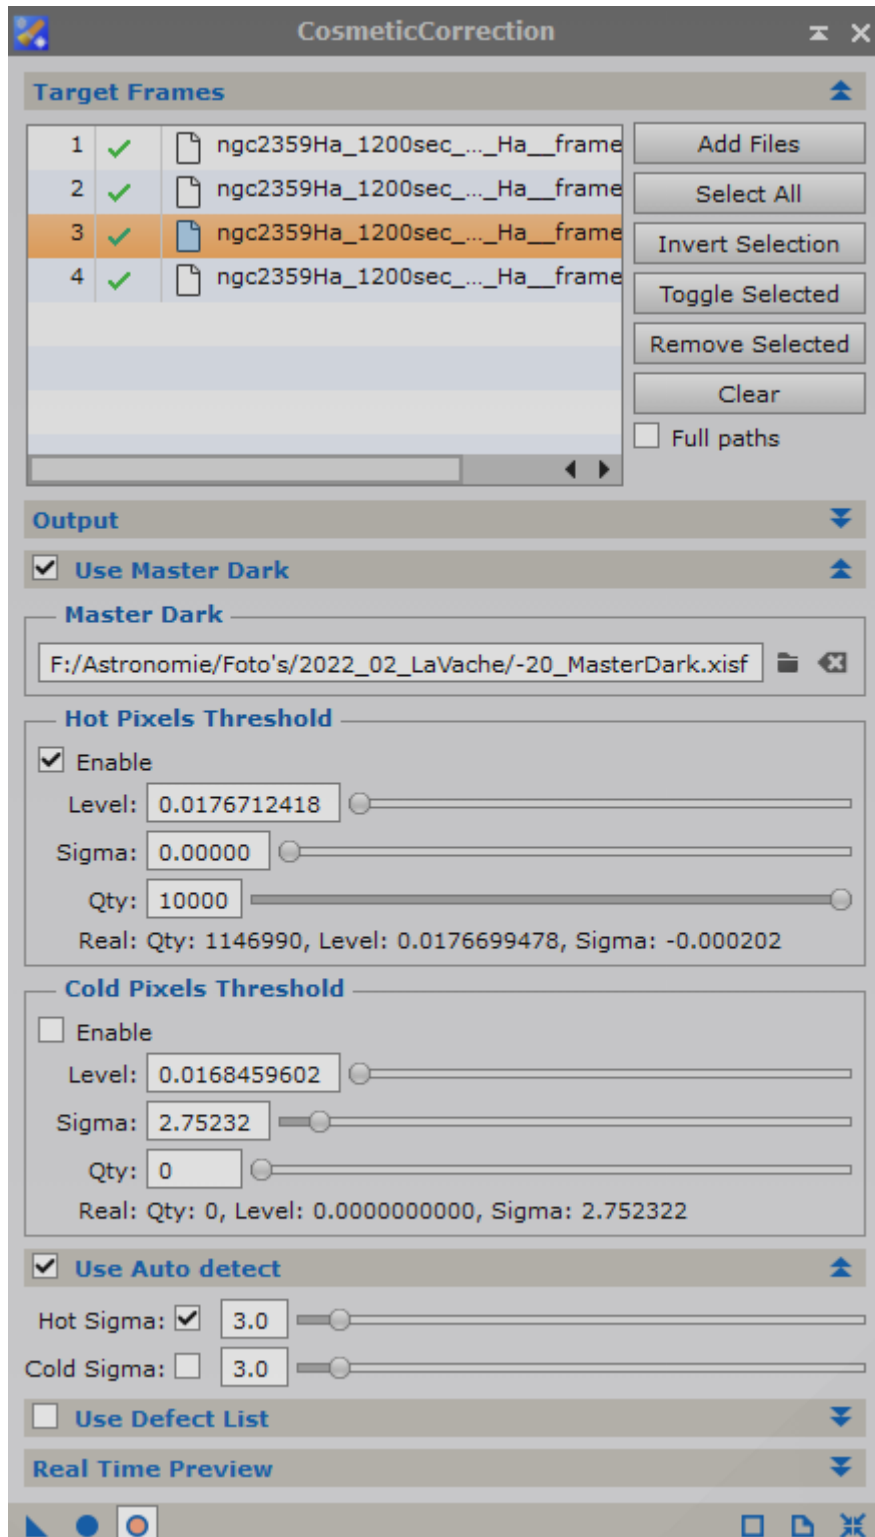 CosmeticCorrection
Target Frames
1 ngc2359Ha_1200sec_..._Ha__frame
2 ngc2359Ha_1200sec_..._Ha__frame
3 ngc2359Ha_1200sec_..._Ha__frame
4 ngc2359Ha_1200sec_..._Ha__frame
Add Files
Select All
Invert Selection
Toggle Selected
Remove Selected
Clear
Full paths
Output
Use Master Dark
Master Dark
F:/Astronomie/Foto's/2022_02_LaVache/-20_MasterDark.xisf
Hot Pixels Threshold
Enable
Level: 0.0176712418
Sigma: 0.00000
Qty: 10000
Real: Qty: 1146990, Level: 0.0176699478, Sigma: -0.000202
Cold Pixels Threshold
Enable
Level: 0.0168459602
Sigma: 2.75232
Qty: 0
Real: Qty: 0, Level: 0.0000000000, Sigma: 2.752322
Use Auto detect
Hot Sigma: 3.0
Cold Sigma: 3.0
Use Defect List
Real Time Preview